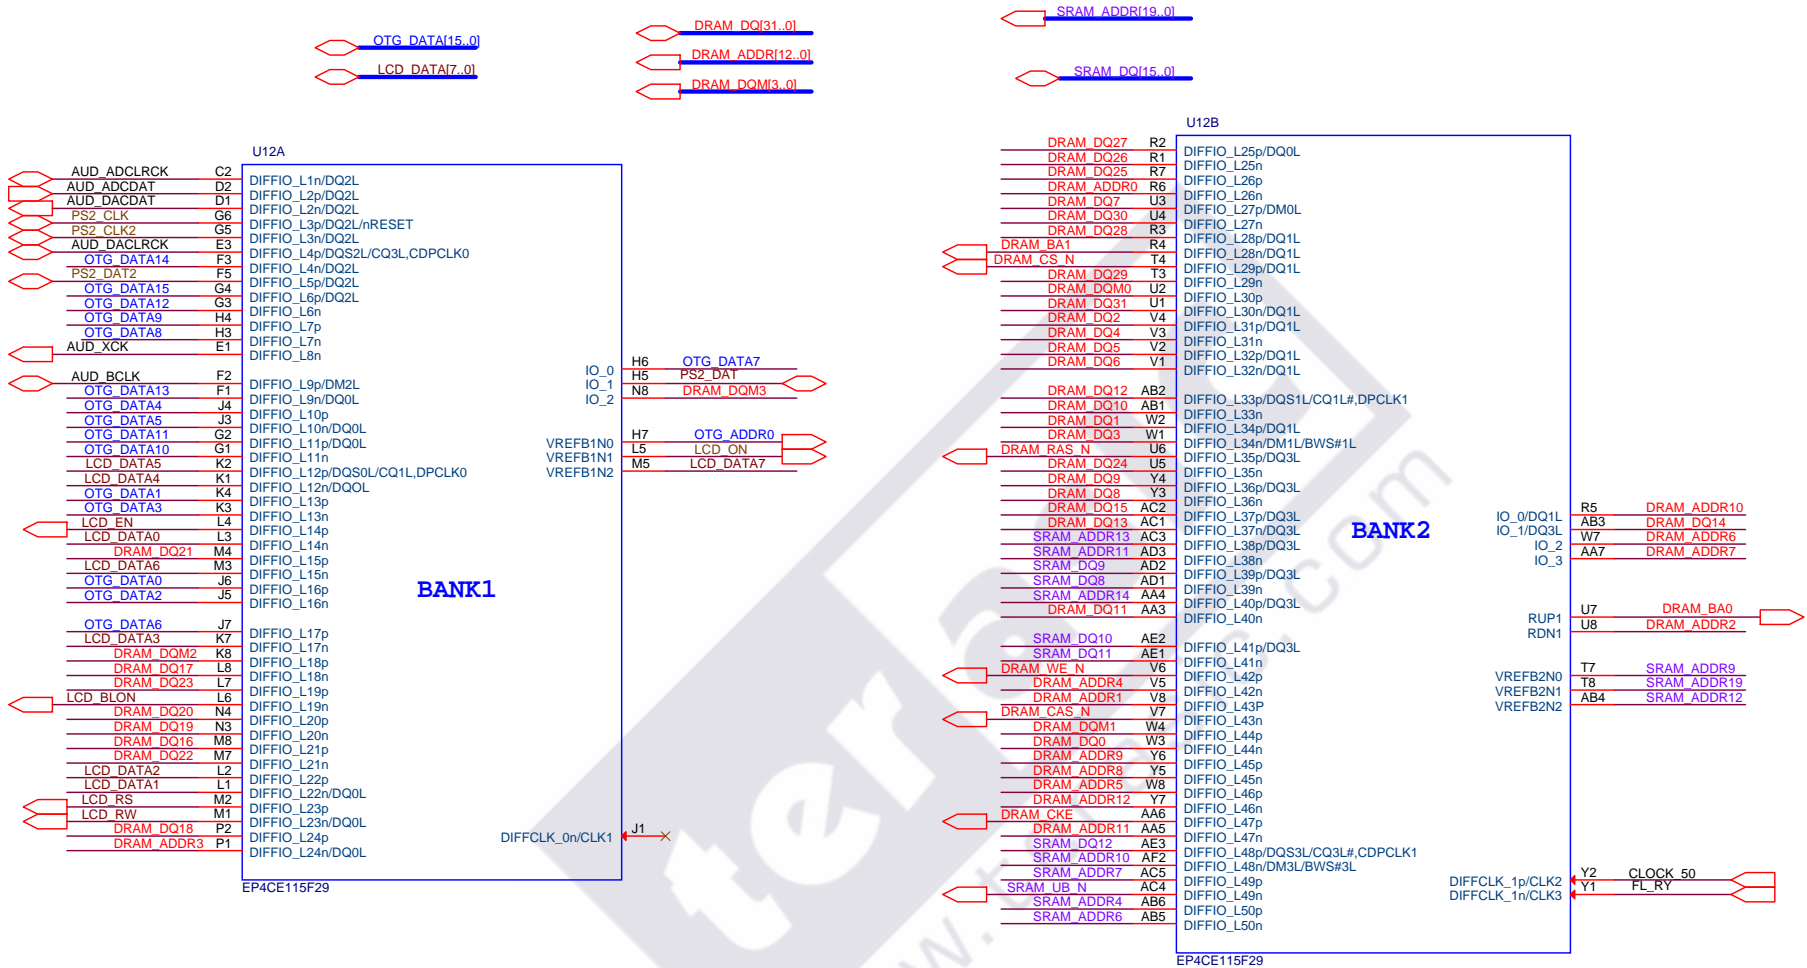 OTG_DATA[15..0]
LCD_DATA[7..0]
DRAM_DQ[31..0]
DRAM_ADDR[12..0]
DRAM_DQM[3..0]
SRAM_ADDR[19..0]
SRAM_DQ[15..0]
U12A
AUD_ADCLRCK C2 DIFFIO_L1n/DQ2L
AUD_ADCDAT D2 DIFFIO_L2p/DQ2L
AUD_DACDAT D1 DIFFIO_L2n/DQ2L
PS2_CLK G6 DIFFIO_L3p/DQ2L/nRESET
PS2_CLK2 G5 DIFFIO_L3n/DQ2L
AUD_DACLRCK E3 DIFFIO_L4p/DQS2L/CQ3L,CDPCLK0
OTG_DATA14 F3 DIFFIO_L4n/DQ2L
PS2_DAT2 F5 DIFFIO_L5p/DQ2L
OTG_DATA15 G4 DIFFIO_L6p/DQ2L
OTG_DATA12 G3 DIFFIO_L6n
OTG_DATA9 H4 DIFFIO_L7p
OTG_DATA8 H3 DIFFIO_L7n
AUD_XCK E1 DIFFIO_L8n
AUD_BCLK F2 DIFFIO_L9p/DM2L
OTG_DATA13 F1 DIFFIO_L9n/DQ0L
OTG_DATA4 J4 DIFFIO_L10p
OTG_DATA5 J3 DIFFIO_L10n/DQ0L
OTG_DATA11 G2 DIFFIO_L11p/DQ0L
OTG_DATA10 G1 DIFFIO_L11n
LCD_DATA5 K2 DIFFIO_L12p/DQS0L/CQ1L,DPCLK0
LCD_DATA4 K1 DIFFIO_L12n/DQOL
OTG_DATA1 K4 DIFFIO_L13p
OTG_DATA3 K3 DIFFIO_L13n
LCD_EN L4 DIFFIO_L14p
LCD_DATA0 L3 DIFFIO_L14n
DRAM_DQ21 M4 DIFFIO_L15p
LCD_DATA6 M3 DIFFIO_L15n
OTG_DATA0 J6 DIFFIO_L16p
OTG_DATA2 J5 DIFFIO_L16n
OTG_DATA6 J7 DIFFIO_L17p
LCD_DATA3 K7 DIFFIO_L17n
DRAM_DQM2 K8 DIFFIO_L18p
DRAM_DQ17 L8 DIFFIO_L18n
DRAM_DQ23 L7 DIFFIO_L19p
LCD_BLON L6 DIFFIO_L19n
DRAM_DQ20 N4 DIFFIO_L20p
DRAM_DQ19 N3 DIFFIO_L20n
DRAM_DQ16 M8 DIFFIO_L21p
DRAM_DQ22 M7 DIFFIO_L21n
LCD_DATA2 L2 DIFFIO_L22p
LCD_DATA1 L1 DIFFIO_L22n/DQ0L
LCD_RS M2 DIFFIO_L23p
LCD_RW M1 DIFFIO_L23n/DQ0L
DRAM_DQ18 P2 DIFFIO_L24p
DRAM_ADDR3 P1 DIFFIO_L24n/DQ0L
BANK1
IO_0 H6 OTG_DATA7
IO_1 H5 PS2_DAT
IO_2 N8 DRAM_DQM3
VREFB1N0 H7 OTG_ADDR0
VREFB1N1 L5 LCD_ON
VREFB1N2 M5 LCD_DATA7
DIFFCLK_0n/CLK1 J1
EP4CE115F29
U12B
DRAM_DQ27 R2 DIFFIO_L25p/DQ0L
DRAM_DQ26 R1 DIFFIO_L25n
DRAM_DQ25 R7 DIFFIO_L26p
DRAM_ADDR0 R6 DIFFIO_L26n
DRAM_DQ7 U3 DIFFIO_L27p/DM0L
DRAM_DQ30 U4 DIFFIO_L27n
DRAM_DQ28 R3 DIFFIO_L28p/DQ1L
DRAM_BA1 R4 DIFFIO_L28n/DQ1L
DRAM_CS_N T4 DIFFIO_L29p/DQ1L
DRAM_DQ29 T3 DIFFIO_L29n
DRAM_DQM0 U2 DIFFIO_L30p
DRAM_DQ31 U1 DIFFIO_L30n/DQ1L
DRAM_DQ2 V4 DIFFIO_L31p/DQ1L
DRAM_DQ4 V3 DIFFIO_L31n
DRAM_DQ5 V2 DIFFIO_L32p/DQ1L
DRAM_DQ6 V1 DIFFIO_L32n/DQ1L
DRAM_DQ12 AB2 DIFFIO_L33p/DQS1L/CQ1L#,DPCLK1
DRAM_DQ10 AB1 DIFFIO_L33n
DRAM_DQ1 W2 DIFFIO_L34p/DQ1L
DRAM_DQ3 W1 DIFFIO_L34n/DM1L/BWS#1L
DRAM_RAS_N U6 DIFFIO_L35p/DQ3L
DRAM_DQ24 U5 DIFFIO_L35n
DRAM_DQ9 Y4 DIFFIO_L36p/DQ3L
DRAM_DQ8 Y3 DIFFIO_L36n
DRAM_DQ15 AC2 DIFFIO_L37p/DQ3L
DRAM_DQ13 AC1 DIFFIO_L37n/DQ3L
SRAM_ADDR13 AC3 DIFFIO_L38p/DQ3L
SRAM_ADDR11 AD3 DIFFIO_L38n
SRAM_DQ9 AD2 DIFFIO_L39p/DQ3L
SRAM_DQ8 AD1 DIFFIO_L39n
SRAM_ADDR14 AA4 DIFFIO_L40p/DQ3L
DRAM_DQ11 AA3 DIFFIO_L40n
SRAM_DQ10 AE2 DIFFIO_L41p/DQ3L
SRAM_DQ11 AE1 DIFFIO_L41n
DRAM_WE_N V6 DIFFIO_L42p
DRAM_ADDR4 V5 DIFFIO_L42n
DRAM_ADDR1 V8 DIFFIO_L43P
DRAM_CAS_N V7 DIFFIO_L43n
DRAM_DQM1 W4 DIFFIO_L44p
DRAM_DQ0 W3 DIFFIO_L44n
DRAM_ADDR9 Y6 DIFFIO_L45p
DRAM_ADDR8 Y5 DIFFIO_L45n
DRAM_ADDR5 W8 DIFFIO_L46p
DRAM_ADDR12 Y7 DIFFIO_L46n
DRAM_CKE AA6 DIFFIO_L47p
DRAM_ADDR11 AA5 DIFFIO_L47n
SRAM_DQ12 AE3 DIFFIO_L48p/DQS3L/CQ3L#,CDPCLK1
SRAM_ADDR10 AF2 DIFFIO_L48n/DM3L/BWS#3L
SRAM_ADDR7 AC5 DIFFIO_L49p
SRAM_UB_N AC4 DIFFIO_L49n
SRAM_ADDR4 AB6 DIFFIO_L50p
SRAM_ADDR6 AB5 DIFFIO_L50n
BANK2
IO_0/DQ1L R5 DRAM_ADDR10
IO_1/DQ3L AB3 DRAM_DQ14
IO_2 W7 DRAM_ADDR6
IO_3 AA7 DRAM_ADDR7
RUP1 U7 DRAM_BA0
RDN1 U8 DRAM_ADDR2
VREFB2N0 T7 SRAM_ADDR9
VREFB2N1 T8 SRAM_ADDR19
VREFB2N2 AB4 SRAM_ADDR12
DIFFCLK_1p/CLK2 Y2 CLOCK_50
DIFFCLK_1n/CLK3 Y1 FL_RY
EP4CE115F29